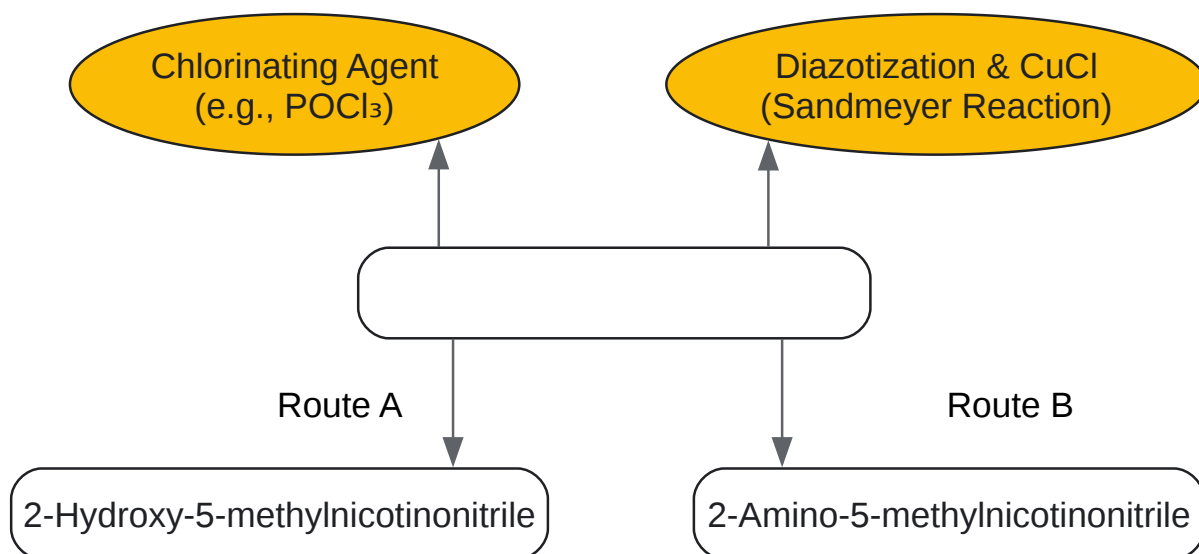 Chlorinating Agent
(e.g., POCl₃)
Diazotization & CuCl
(Sandmeyer Reaction)
Route A
Route B
2-Hydroxy-5-methylnicotinonitrile
2-Amino-5-methylnicotinonitrile